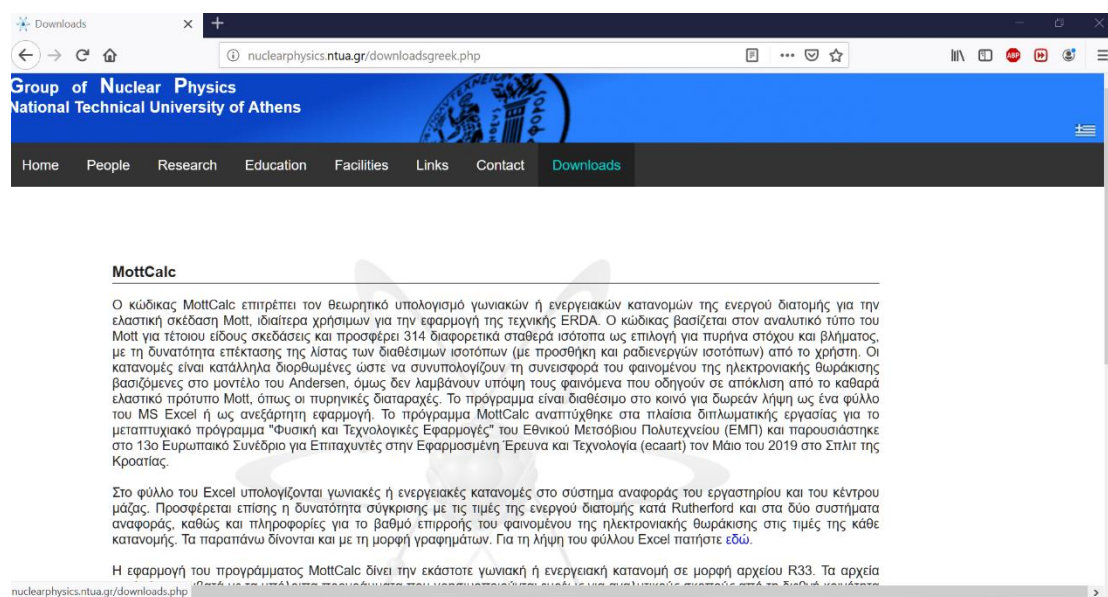 Downloads
nuclearphysics.ntua.gr/downloadsgreek.php
Group of Nuclear Physics
National Technical University of Athens
Home People Research Education Facilities Links Contact Downloads
MottCalc
Ο κώδικας MottCalc επιτρέπει τον θεωρητικό υπολογισμό γωνιακών ή ενεργειακών κατανομών της ενεργού διατομής για την
ελαστική σκέδαση Mott, ιδιαίτερα χρήσιμων για την εφαρμογή της τεχνικής ERDA. Ο κώδικας βασίζεται στον αναλυτικό τύπο του
Mott για τέτοιου είδους σκεδάσεις και προσφέρει 314 διαφορετικά σταθερά ισότοπα ως επιλογή για πυρήνα στόχου και βλήματος,
με τη δυνατότητα επέκτασης της λίστας των διαθέσιμων ισοτόπων (με προσθήκη και ραδιενεργών ισοτόπων) από το χρήστη. Οι
κατανομές είναι κατάλληλα διορθωμένες ώστε να συνυπολογίζουν τη συνεισφορά του φαινομένου της ηλεκτρονιακής θωράκισης
βασιζόμενες στο μοντέλο του Andersen, όμως δεν λαμβάνουν υπόψη τους φαινόμενα που οδηγούν σε απόκλιση από το καθαρά
ελαστικό πρότυπο Mott, όπως οι πυρηνικές διαταραχές. Το πρόγραμμα είναι διαθέσιμο στο κοινό για δωρεάν λήψη ως ένα φύλλο
του MS Excel ή ως ανεξάρτητη εφαρμογή. Το πρόγραμμα MottCalc αναπτύχθηκε στα πλαίσια διπλωματικής εργασίας για το
μεταπτυχιακό πρόγραμμα "Φυσική και Τεχνολογικές Εφαρμογές" του Εθνικού Μετσόβιου Πολυτεχνείου (ΕΜΠ) και παρουσιάστηκε
στο 13ο Ευρωπαικό Συνέδριο για Επιταχυντές στην Εφαρμοσμένη Έρευνα και Τεχνολογία (ecaart) τον Μάιο του 2019 στο Σπλιτ της
Κροατίας.
Στο φύλλο του Excel υπολογίζονται γωνιακές ή ενεργειακές κατανομές στο σύστημα αναφοράς του εργαστηρίου και του κέντρου
μάζας. Προσφέρεται επίσης η δυνατότητα σύγκρισης με τις τιμές της ενεργού διατομής κατά Rutherford και στα δύο συστήματα
αναφοράς, καθώς και πληροφορίες για το βαθμό επιρροής του φαινομένου της ηλεκτρονιακής θωράκισης στις τιμές της κάθε
κατανομής. Τα παραπάνω δίνονται και με τη μορφή γραφημάτων. Για τη λήψη του φύλλου Excel πατήστε εδώ.
Η εφαρμογή του προγράμματος MottCalc δίνει την εκάστοτε γωνιακή ή ενεργειακή κατανομή σε μορφή αρχείου R33. Τα αρχεία
nuclearphysics.ntua.gr/downloads.php